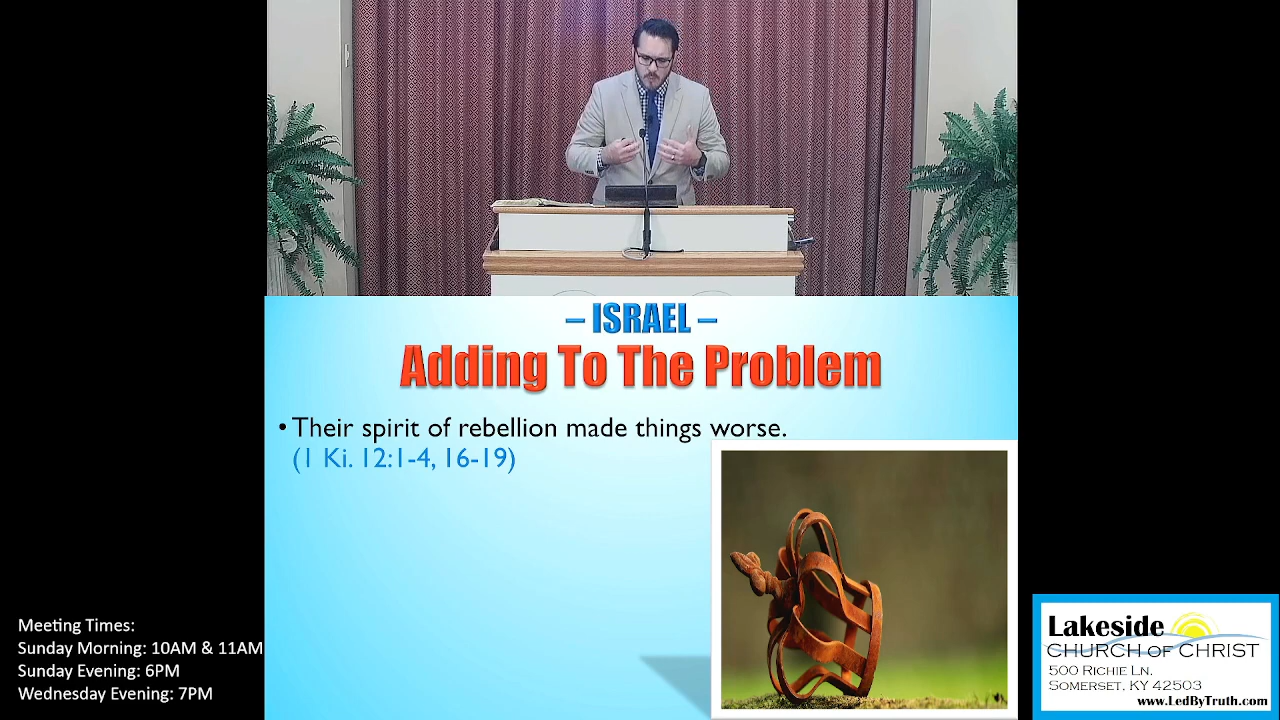 – ISRAEL –
Adding To The Problem
• Their spirit of rebellion made things worse.
(1 Ki. 12:1-4, 16-19)
Meeting Times:
Sunday Morning: 10AM & 11AM
Sunday Evening: 6PM
Wednesday Evening: 7PM
Lakeside
CHURCH OF CHRIST
500 RICHIE LN.
SOMERSET, KY 42503
www.LedByTruth.com